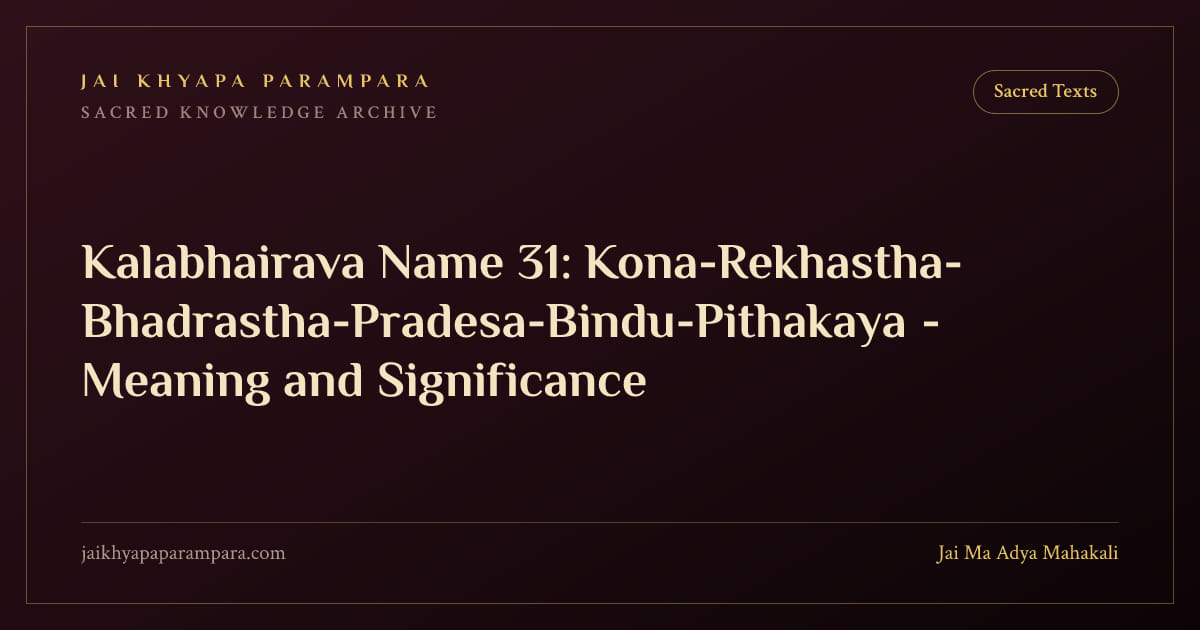 JAI KHYAPA PARAMPARA
SACRED KNOWLEDGE ARCHIVE
Sacred Texts
Kalabhairava Name 31: Kona-Rekhastha-
Bhadrastha-Pradesa-Bindu-Pithakaya -
Meaning and Significance
jaikhyapaparampara.com
Jai Ma Adya Mahakali